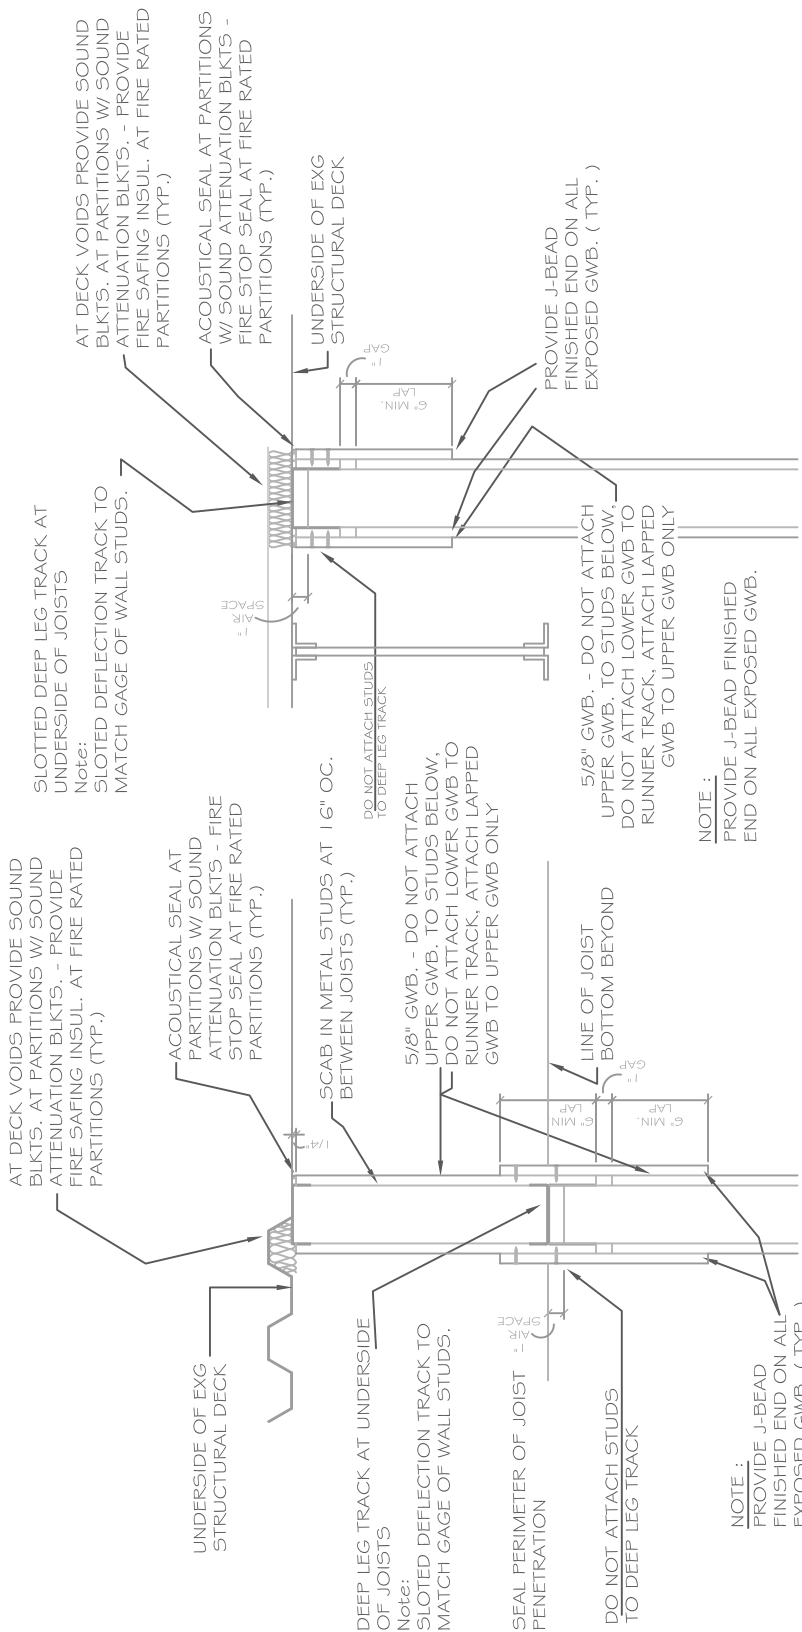 AT DECK VOIDS PROVIDE SOUND
BLKTS. AT PARTITIONS W/ SOUND
ATTENUATION BLKTS. - PROVIDE
FIRE SAFING INSUL. AT FIRE RATED
PARTITIONS (TYP.)
ACOUSTICAL SEAL AT
PARTITIONS W/ SOUND
ATTENUATION BLKTS - FIRE
STOP SEAL AT FIRE RATED
PARTITIONS (TYP.)
UNDERSIDE OF EXG
STRUCTURAL DECK
1/4"
SCAB IN METAL STUDS AT 16" OC.
BETWEEN JOISTS (TYP.)
DEEP LEG TRACK AT UNDERSIDE
OF JOISTS
Note:
SLOTED DEFLECTION TRACK TO
MATCH GAGE OF WALL STUDS.
5/8" GWB. - DO NOT ATTACH
UPPER GWB. TO STUDS BELOW,
DO NOT ATTACH LOWER GWB TO
RUNNER TRACK, ATTACH LAPPED
GWB TO UPPER GWB ONLY
SEAL PERIMETER OF JOIST
PENETRATION
1"
AIR
SPACE
6" MIN
LAP
1"
GAP
6" MIN.
LAP
LINE OF JOIST
BOTTOM BEYOND
DO NOT ATTACH STUDS
TO DEEP LEG TRACK
NOTE :
PROVIDE J-BEAD
FINISHED END ON ALL
EXPOSED GWB. ( TYP. )
SLOTTED DEEP LEG TRACK AT
UNDERSIDE OF JOISTS
Note:
SLOTED DEFLECTION TRACK TO
MATCH GAGE OF WALL STUDS.
AT DECK VOIDS PROVIDE SOUND
BLKTS. AT PARTITIONS W/ SOUND
ATTENUATION BLKTS. - PROVIDE
FIRE SAFING INSUL. AT FIRE RATED
PARTITIONS (TYP.)
ACOUSTICAL SEAL AT PARTITIONS
W/ SOUND ATTENUATION BLKTS -
FIRE STOP SEAL AT FIRE RATED
PARTITIONS (TYP.)
UNDERSIDE OF EXG
STRUCTURAL DECK
1"
AIR
SPACE
1"
GAP
6" MIN.
LAP
DO NOT ATTACH STUDS
TO DEEP LEG TRACK
PROVIDE J-BEAD
FINISHED END ON ALL
EXPOSED GWB. ( TYP. )
5/8" GWB. - DO NOT ATTACH
UPPER GWB. TO STUDS BELOW,
DO NOT ATTACH LOWER GWB TO
RUNNER TRACK, ATTACH LAPPED
GWB TO UPPER GWB ONLY
NOTE :
PROVIDE J-BEAD FINISHED
END ON ALL EXPOSED GWB.